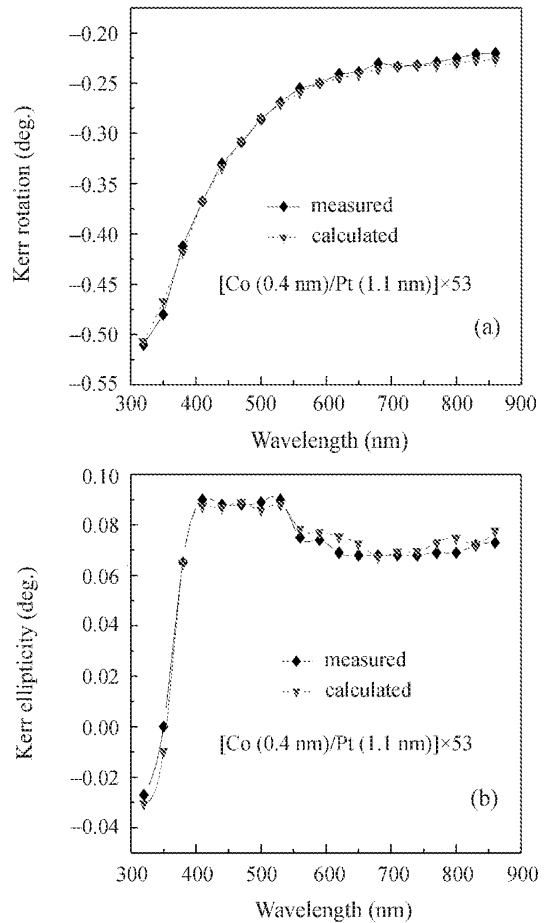 −0.20
−0.25
−0.30
−0.35
−0.40
−0.45
−0.50
−0.55
Kerr rotation (deg.)
measured
calculated
[Co (0.4 nm)/Pt (1.1 nm)]×53
(a)
300 400 500 600 700 800 900
Wavelength (nm)
0.10
0.08
0.06
0.04
0.02
0.00
−0.02
−0.04
Kerr ellipticity (deg.)
measured
calculated
[Co (0.4 nm)/Pt (1.1 nm)]×53
(b)
300 400 500 600 700 800 900
Wavelength (nm)